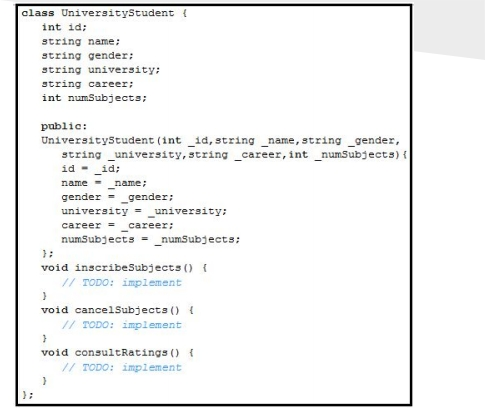 class UniversityStudent {
int id;
string name;
string gender;
string university;
string career;
int numSubjects;
public:
UniversityStudent(int _id,string _name,string _gender,
string _university,string _career,int _numSubjects){
id = _id;
name = _name;
gender = _gender;
university = _university;
career = _career;
numSubjects = _numSubjects;
};
void inscribeSubjects() {
// TODO: implement
}
void cancelSubjects() {
// TODO: implement
}
void consultRatings() {
// TODO: implement
}
};